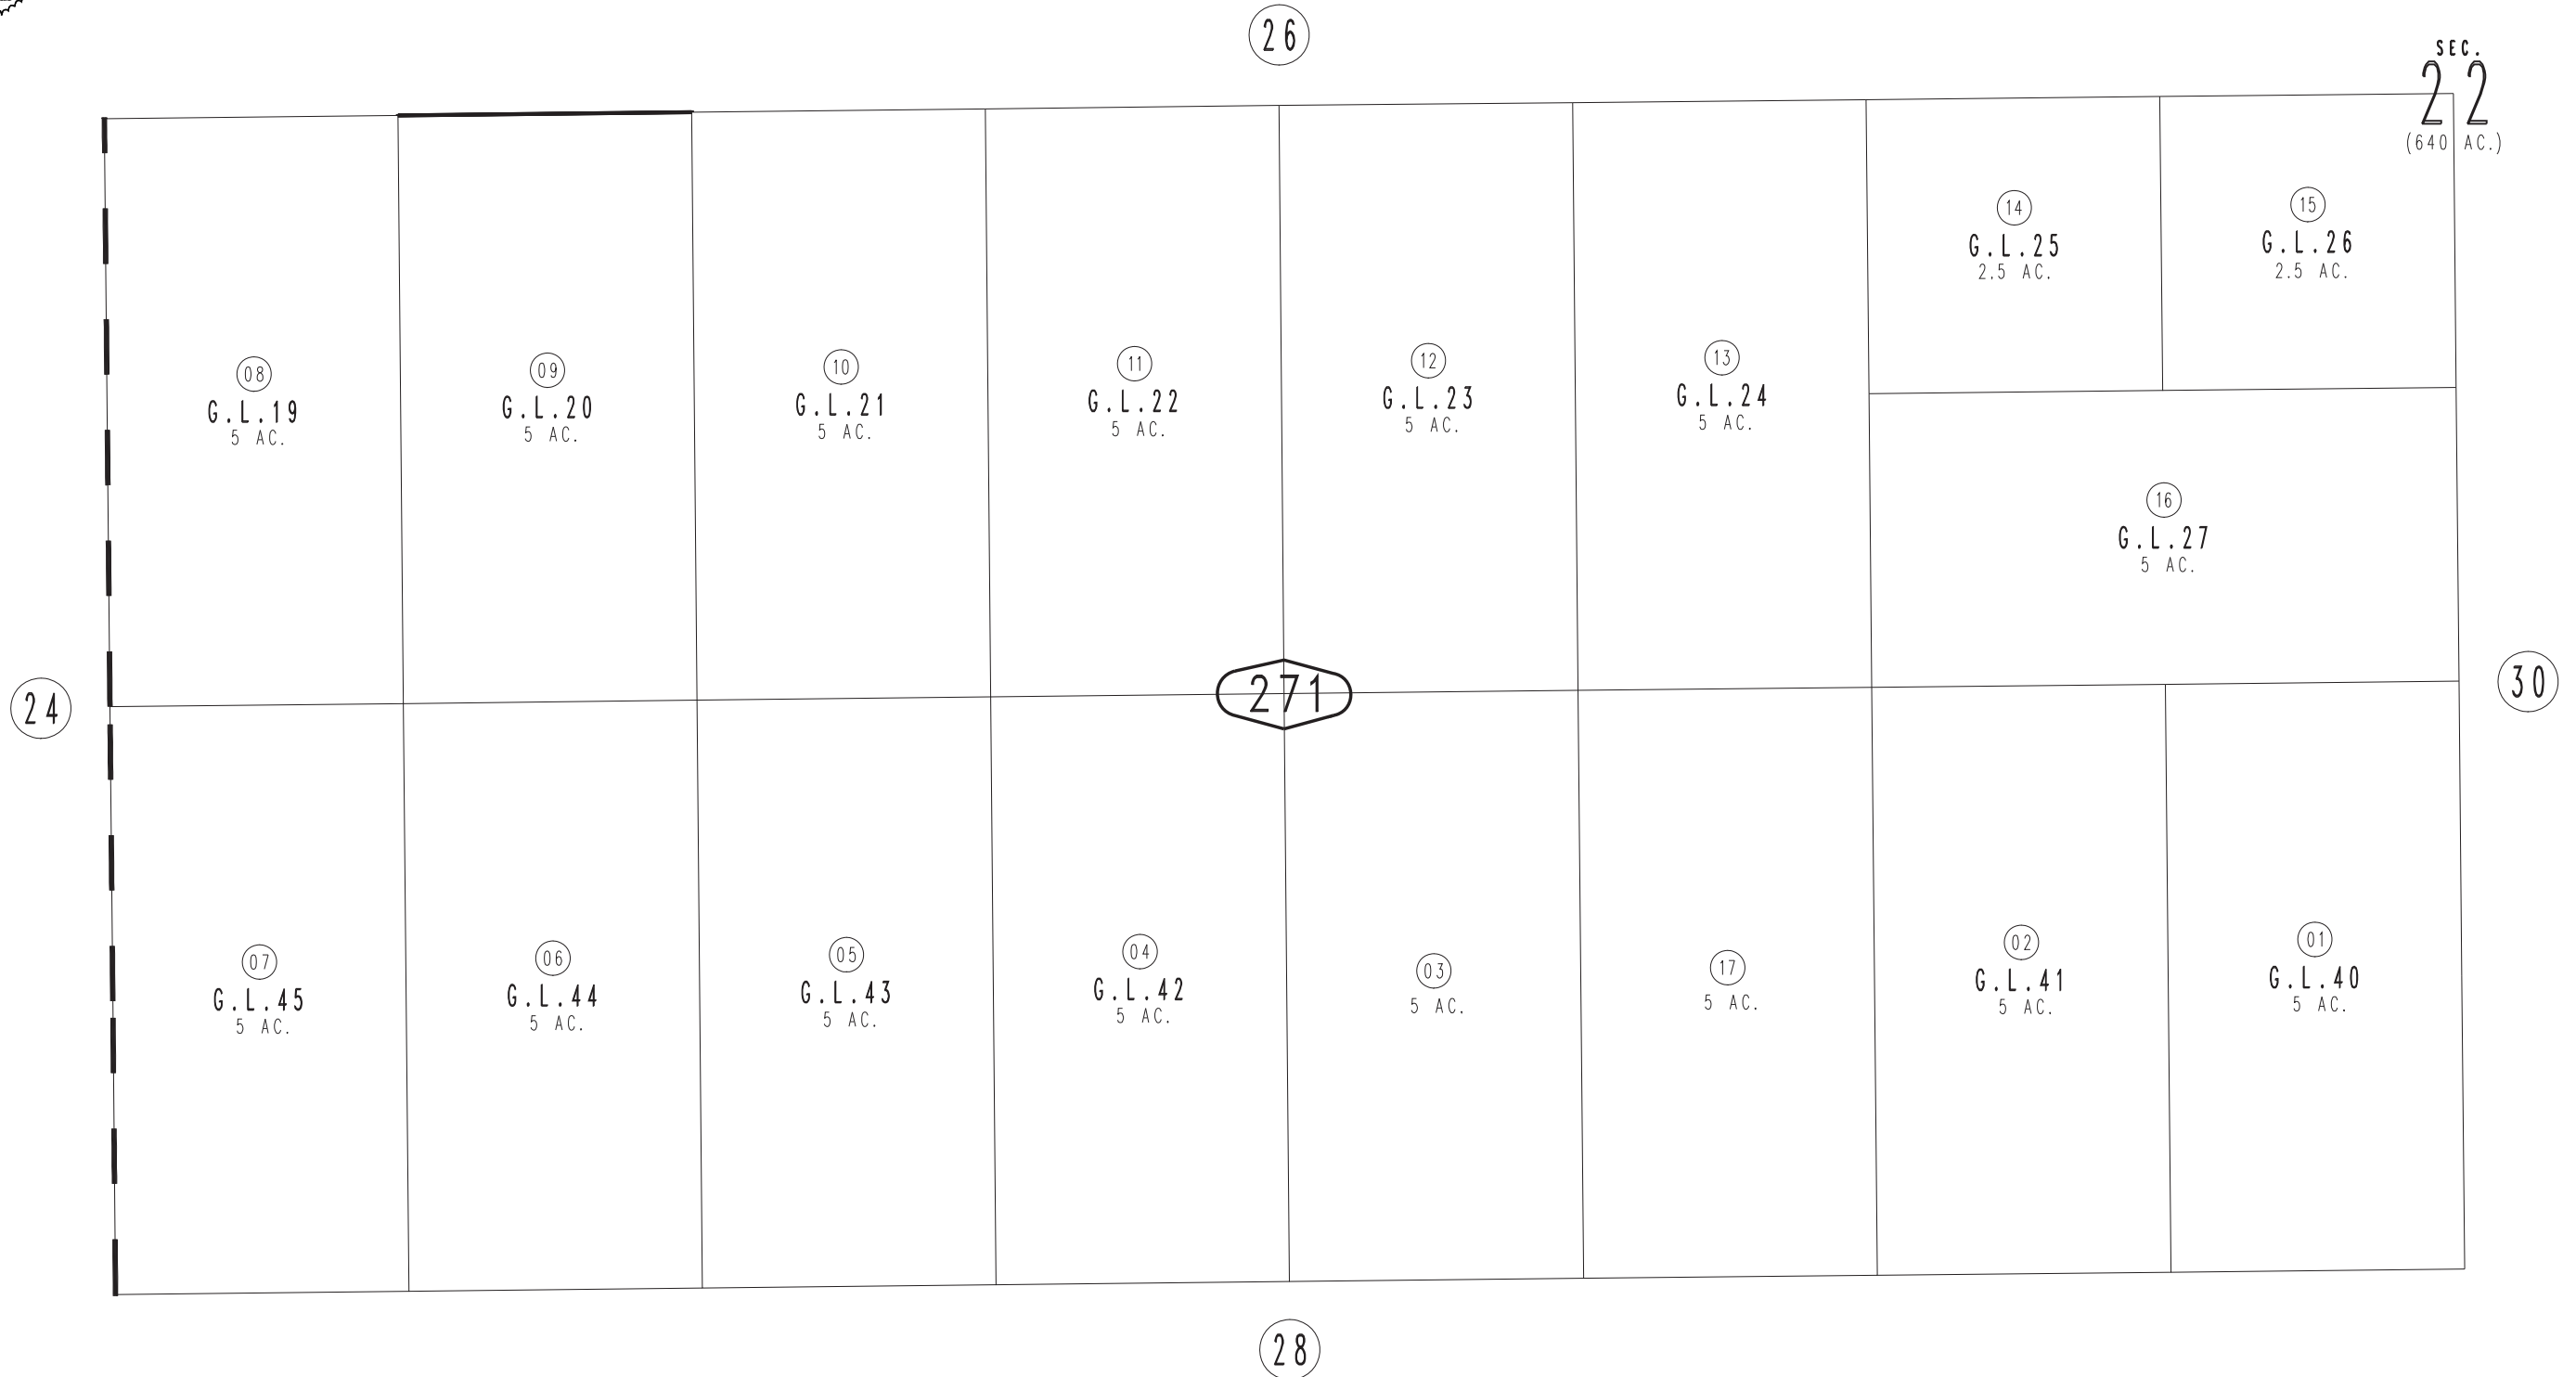 26
SEC.
22
(640 AC.)
14
G.L.25
2.5 AC.
15
G.L.26
2.5 AC.
08
G.L.19
5 AC.
09
G.L.20
5 AC.
10
G.L.21
5 AC.
11
G.L.22
5 AC.
12
G.L.23
5 AC.
13
G.L.24
5 AC.
16
G.L.27
5 AC.
24
271
30
07
G.L.45
5 AC.
06
G.L.44
5 AC.
05
G.L.43
5 AC.
04
G.L.42
5 AC.
03
5 AC.
17
5 AC.
02
G.L.41
5 AC.
01
G.L.40
5 AC.
28